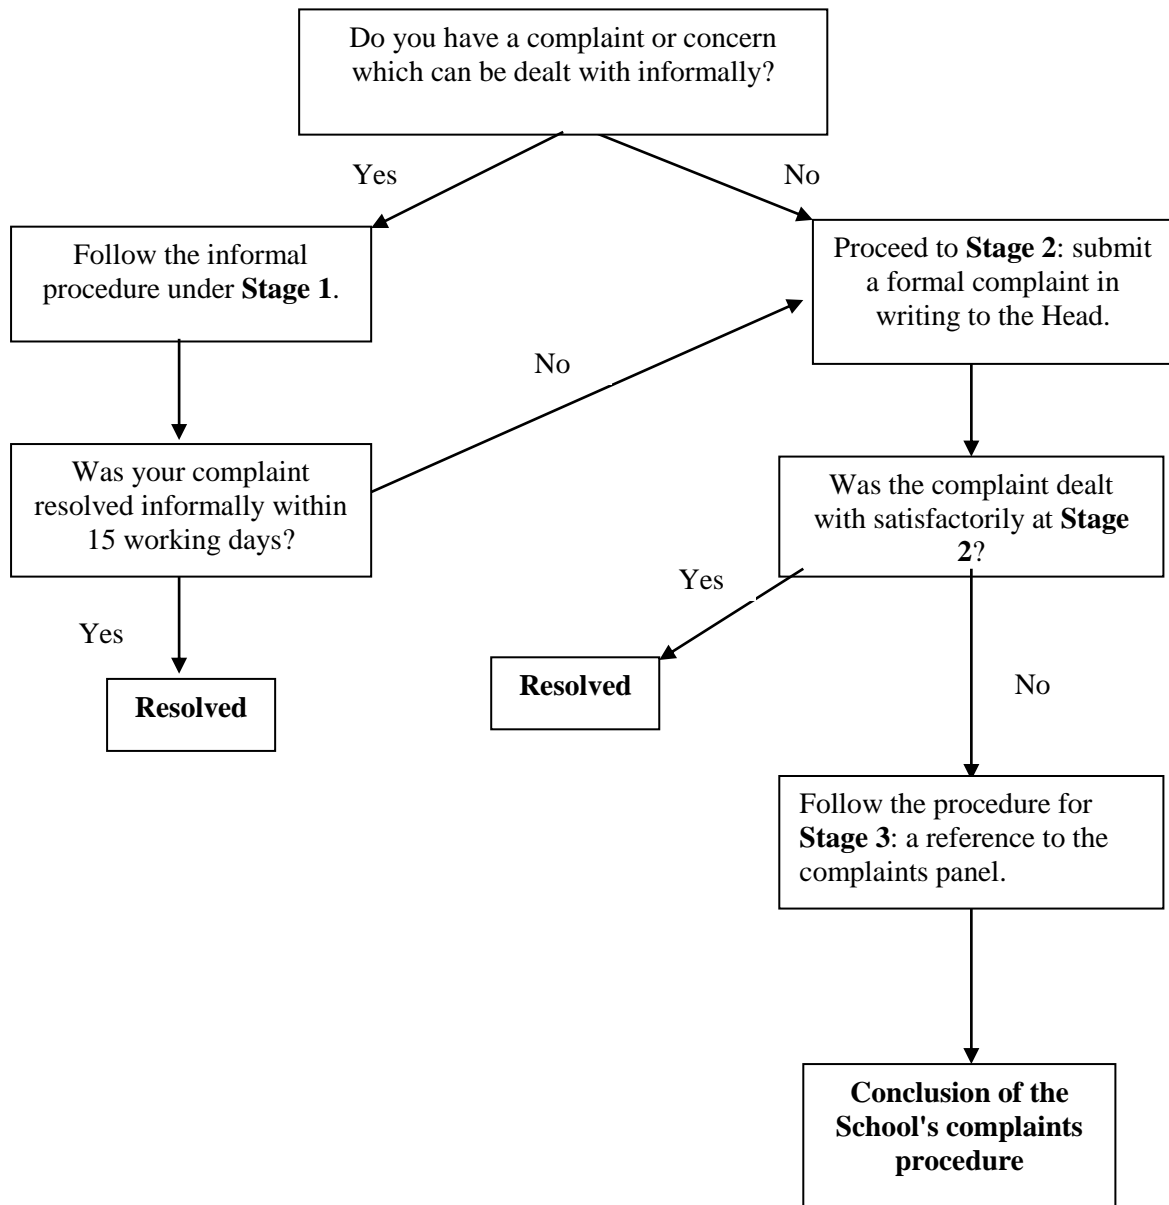 Do you have a complaint or concern
which can be dealt with informally?
Yes
No
Follow the informal
procedure under Stage 1.
Proceed to Stage 2: submit
a formal complaint in
writing to the Head.
No
Was your complaint
resolved informally within
15 working days?
Was the complaint dealt
with satisfactorily at Stage
2?
Yes
Yes
Resolved
Resolved
No
Follow the procedure for
Stage 3: a reference to the
complaints panel.
Conclusion of the
School's complaints
procedure